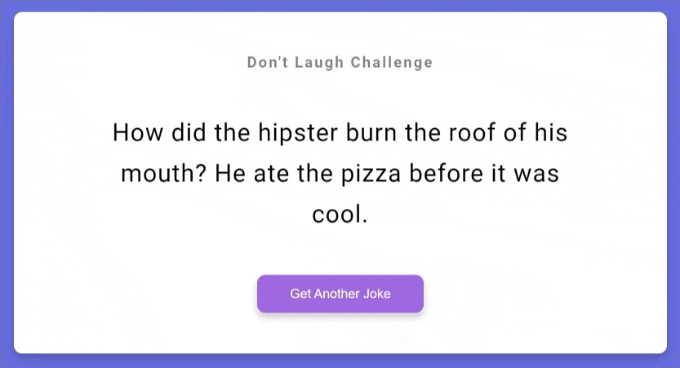 Don't Laugh Challenge
How did the hipster burn the roof of his
mouth? He ate the pizza before it was
cool.
Get Another Joke